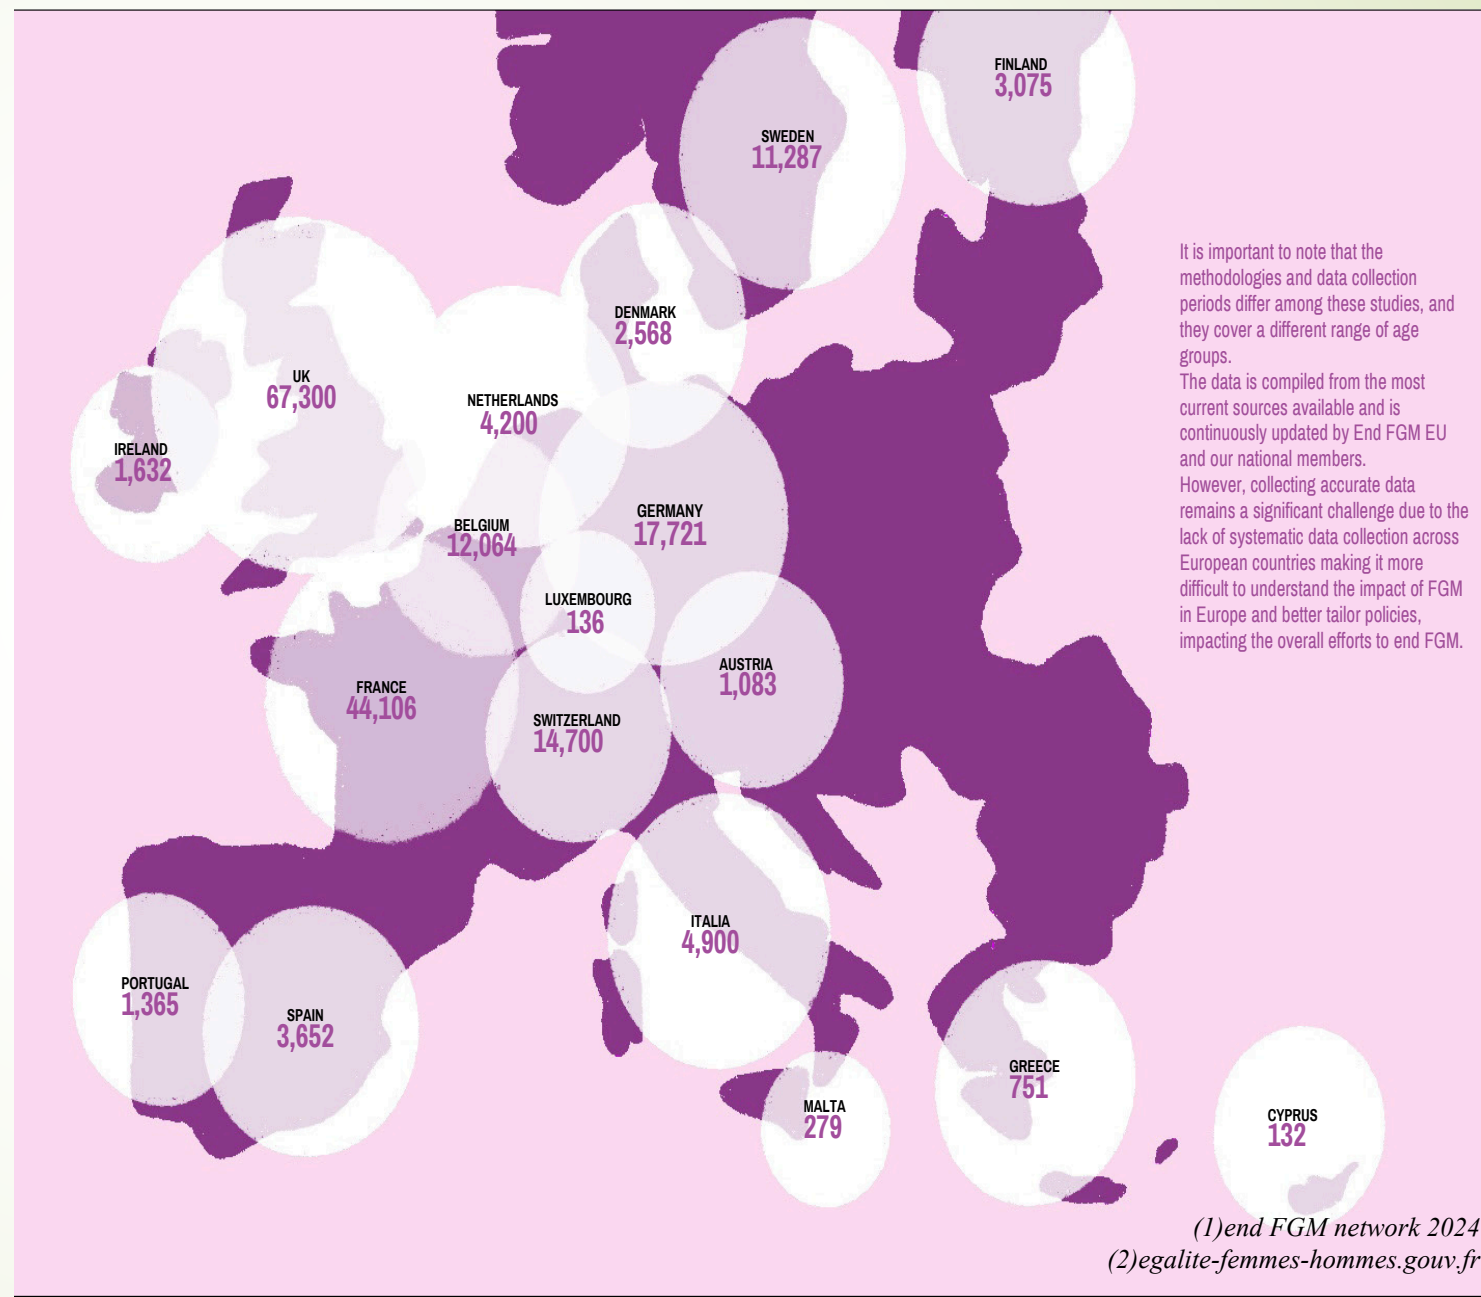 FINLAND
3,075
SWEDEN
11,287
DENMARK
2,568
UK
67,300
NETHERLANDS
4,200
IRELAND
1,632
BELGIUM
12,064
GERMANY
17,721
LUXEMBOURG
136
AUSTRIA
1,083
FRANCE
44,106
SWITZERLAND
14,700
ITALIA
4,900
PORTUGAL
1,365
SPAIN
3,652
GREECE
751
MALTA
279
CYPRUS
132
It is important to note that the
methodologies and data collection
periods differ among these studies, and
they cover a different range of age
groups.
The data is compiled from the most
current sources available and is
continuously updated by End FGM EU
and our national members.
However, collecting accurate data
remains a significant challenge due to the
lack of systematic data collection across
European countries making it more
difficult to understand the impact of FGM
in Europe and better tailor policies,
impacting the overall efforts to end FGM.
(1)end FGM network 2024
(2)egalite-femmes-hommes.gouv.fr